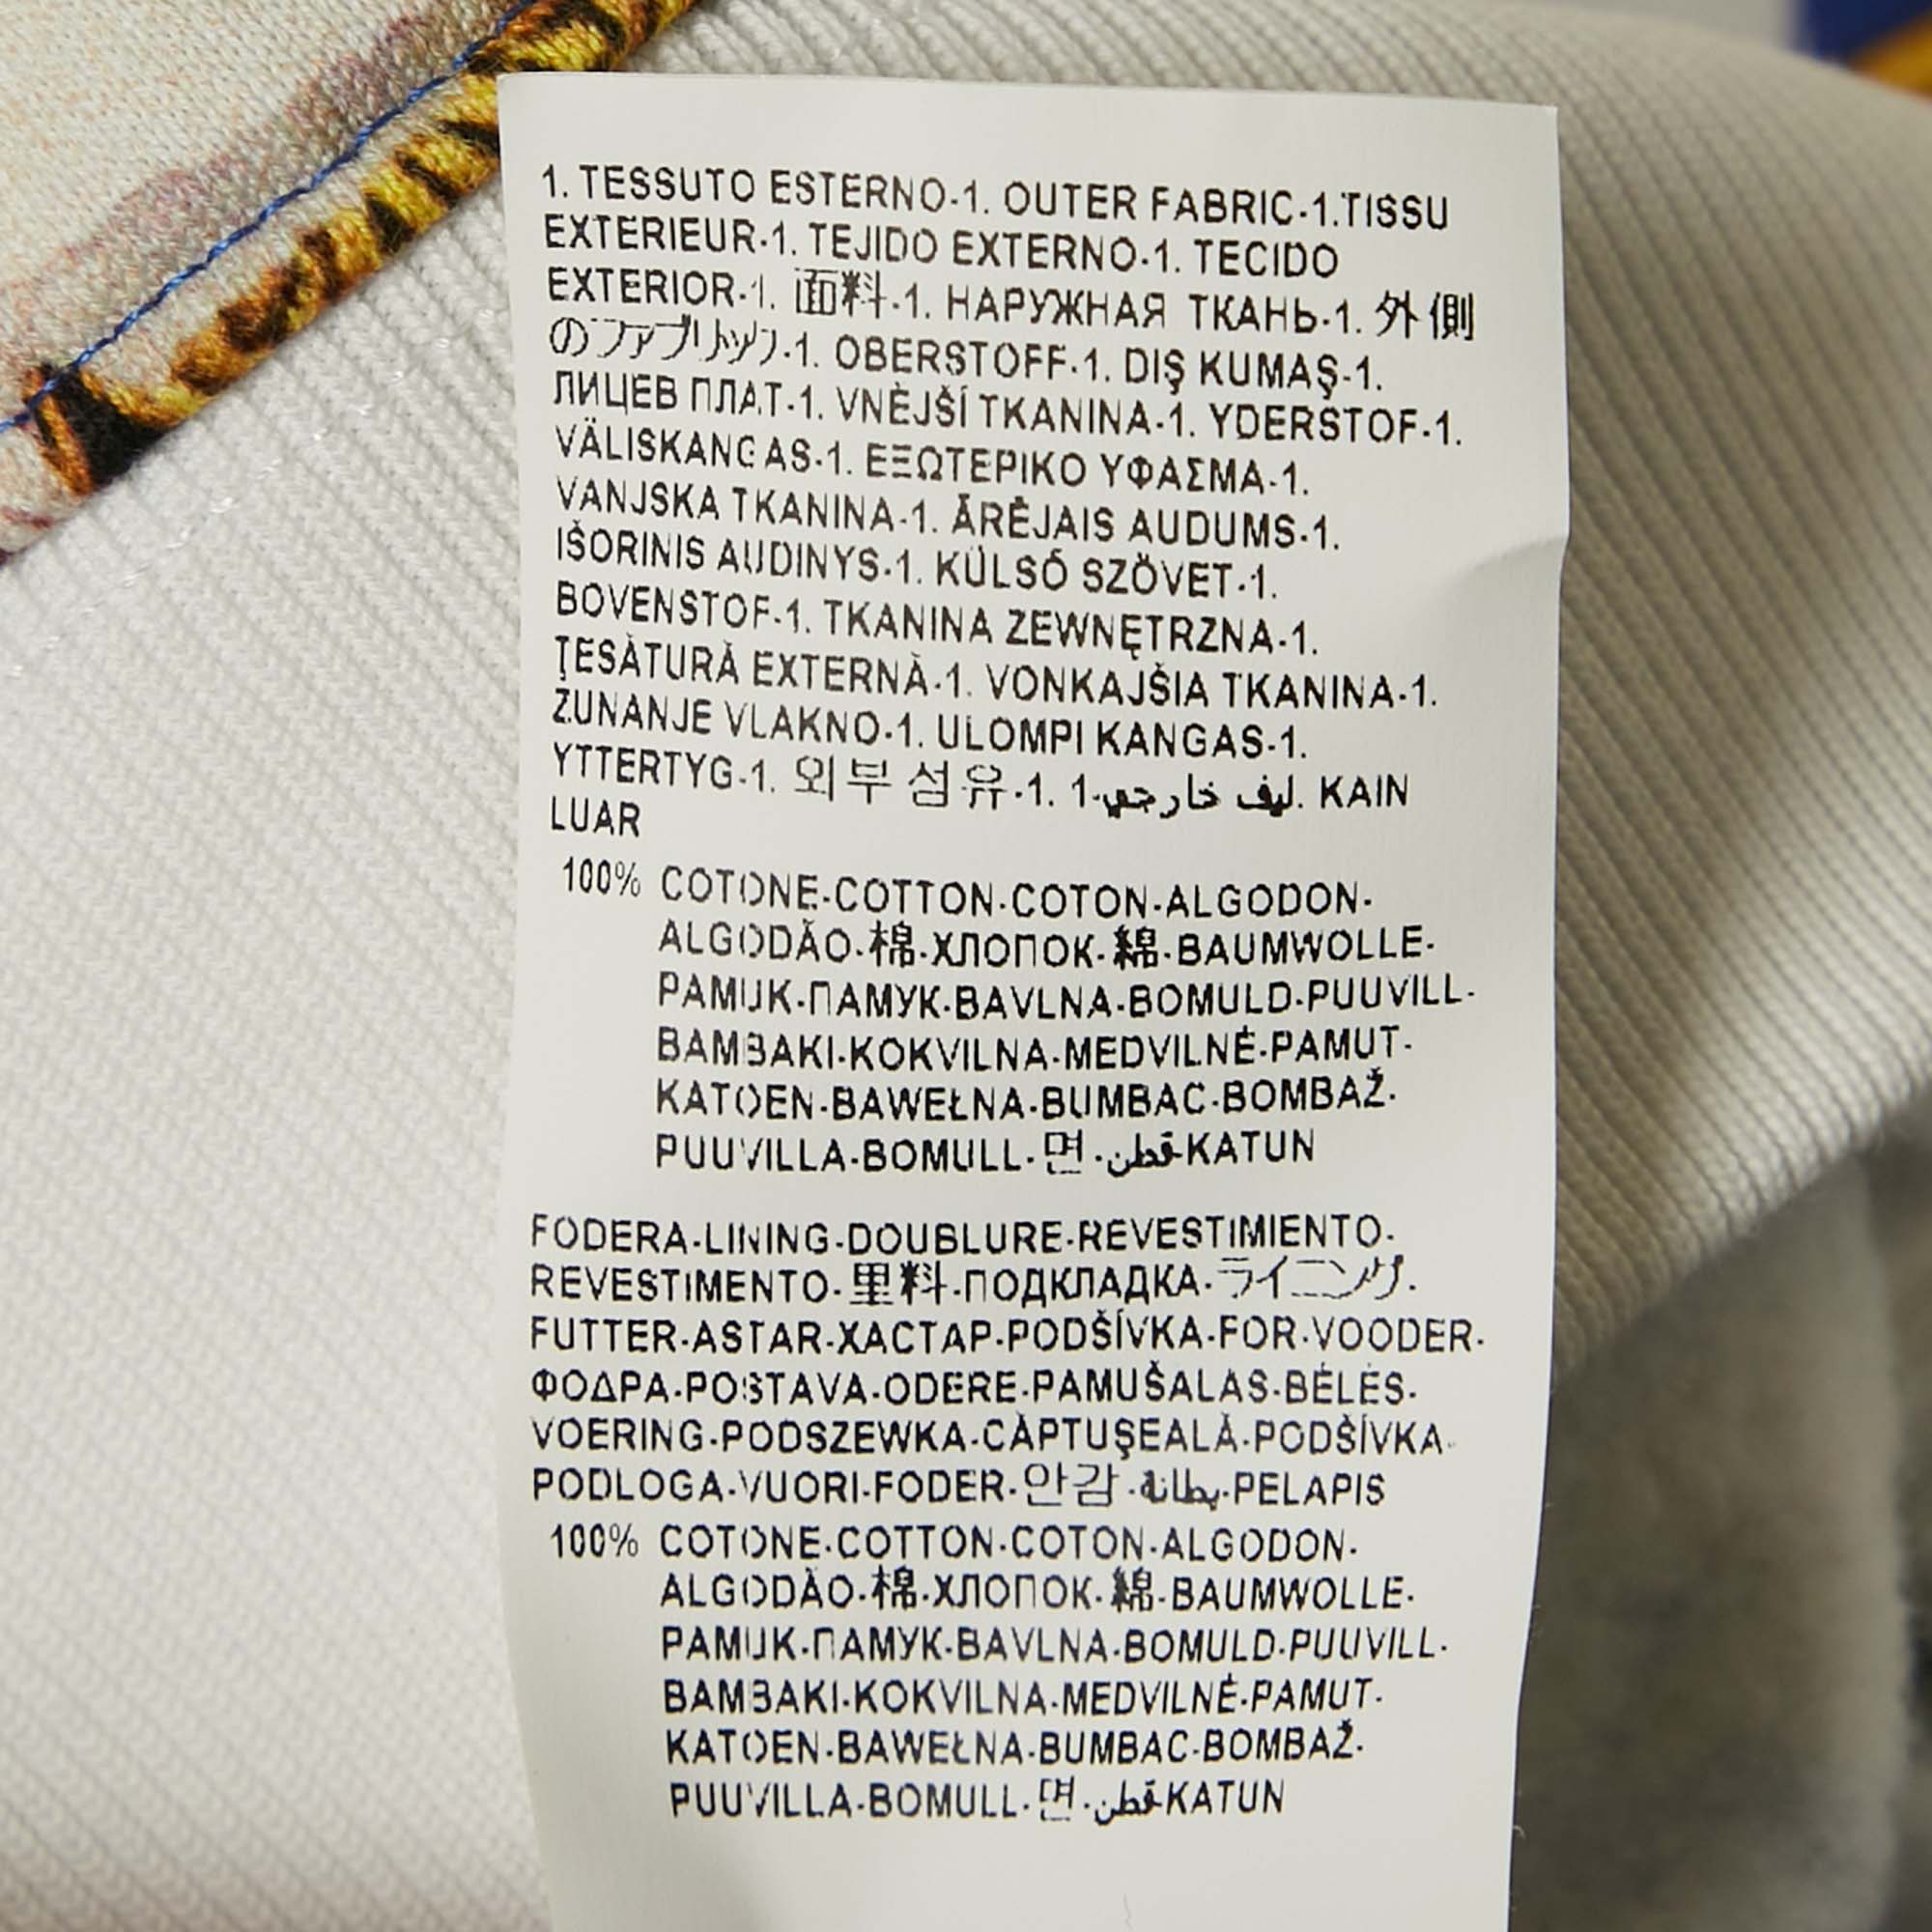 1. TESSUTO ESTERNO-1. OUTER FABRIC-1.TISSU
EXTERIEUR-1. TEJIDO EXTERNO-1. TECIDO
EXTERIOR-1. 面料-1. НАРУЖНАЯ ТКАНЬ-1. 外側
のファブリック-1. OBERSTOFF-1. DIŞ KUMAŞ-1.
ЛИЦЕВ ПЛАТ-1. VNĚJŠÍ TKANINA-1. YDERSTOF-1.
VÄLISKANGAS-1. ΕΞΩΤΕΡΙΚΟ ΥΦΑΣΜΑ-1.
VANJSKA TKANINA-1. ĀRĒJAIS AUDUMS-1.
IŠORINIS AUDINYS-1. KÜLSŐ SZÖVET-1.
BOVENSTOF-1. TKANINA ZEWNĘTRZNA-1.
ŢESĂTURĂ EXTERNĂ-1. VONKAJŠIA TKANINA-1.
ZUNANJE VLAKNO-1. ULOMPI KANGAS-1.
YTTERTYG-1. 외부 섬유-1. 1-ليف خارجي. KAIN
LUAR
100% COTONE-COTTON-COTON-ALGODON-
ALGODÃO-棉-ХЛОПОК-綿-BAUMWOLLE-
PAMUK-ПАМУК-BAVLNA-BOMULD-PUUVILL-
BAMBAKI-KOKVILNA-MEDVILNĖ-PAMUT-
KATOEN-BAWEŁNA-BUMBAC-BOMBAŽ-
PUUVILLA-BOMULL-면-قطن-KATUN
FODERA-LINING-DOUBLURE-REVESTIMIENTO-
REVESTIMENTO-里料-ПОДКЛАДКА-ライニング-
FUTTER-ASTAR-ХАСТАР-PODŠÍVKA-FOR-VOODER-
ΦΟΔΡΑ-POSTAVA-ODERE-PAMUŠALAS-BÉLÉS-
VOERING-PODSZEWKA-CĂPTUŞEALĂ-PODŠÍVKA-
PODLOGA-VUORI-FODER-안감-بطانة-PELAPIS
100% COTONE-COTTON-COTON-ALGODON-
ALGODÃO-棉-ХЛОПОК-綿-BAUMWOLLE-
PAMUK-ПАМУК-BAVLNA-BOMULD-PUUVILL-
BAMBAKI-KOKVILNA-MEDVILNĖ-PAMUT-
KATOEN-BAWEŁNA-BUMBAC-BOMBAŽ-
PUUVILLA-BOMULL-면-قطن-KATUN